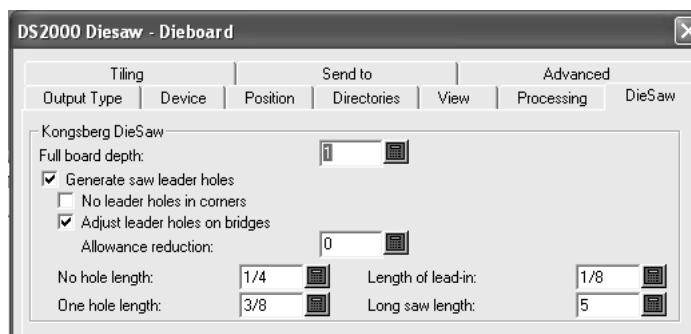 DS2000 Diesaw - Dieboard
Tiling Send to Advanced
Output Type Device Position Directories View Processing DieSaw
Kongsberg DieSaw
Full board depth: 1
Generate saw leader holes
No leader holes in corners
Adjust leader holes on bridges
Allowance reduction: 0
No hole length: 1/4 Length of lead-in: 1/8
One hole length: 3/8 Long saw length: 5